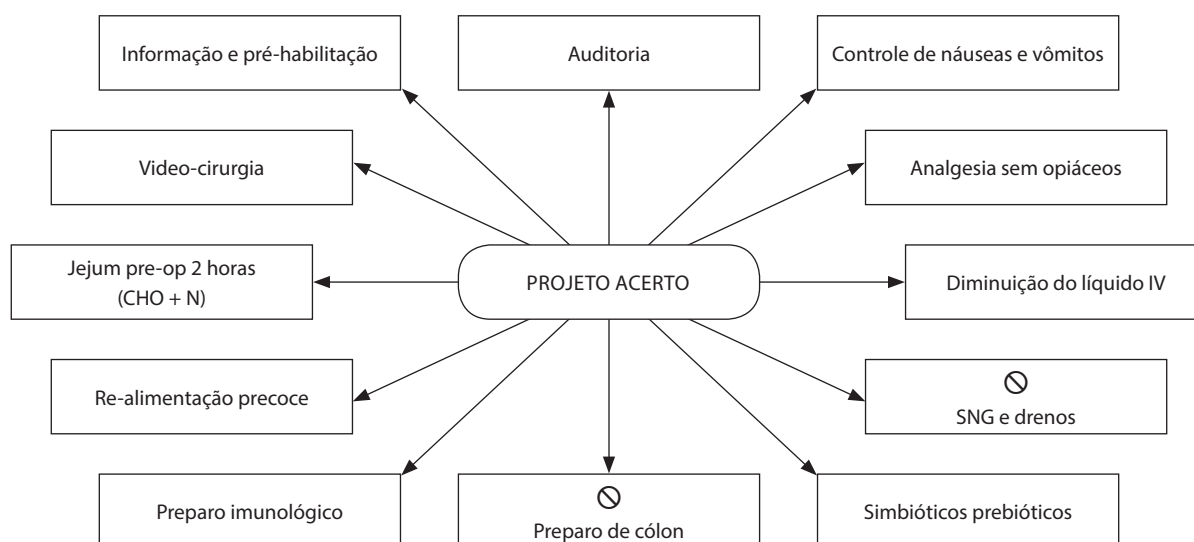 Informação e pré-habilitação
Auditoria
Controle de náuseas e vômitos
Video-cirurgia
Analgesia sem opiáceos
Jejum pre-op 2 horas
(CHO + N)
PROJETO ACERTO
Diminuição do líquido IV
Re-alimentação precoce
SNG e drenos
Preparo imunológico
Preparo de cólon
Simbióticos prebióticos